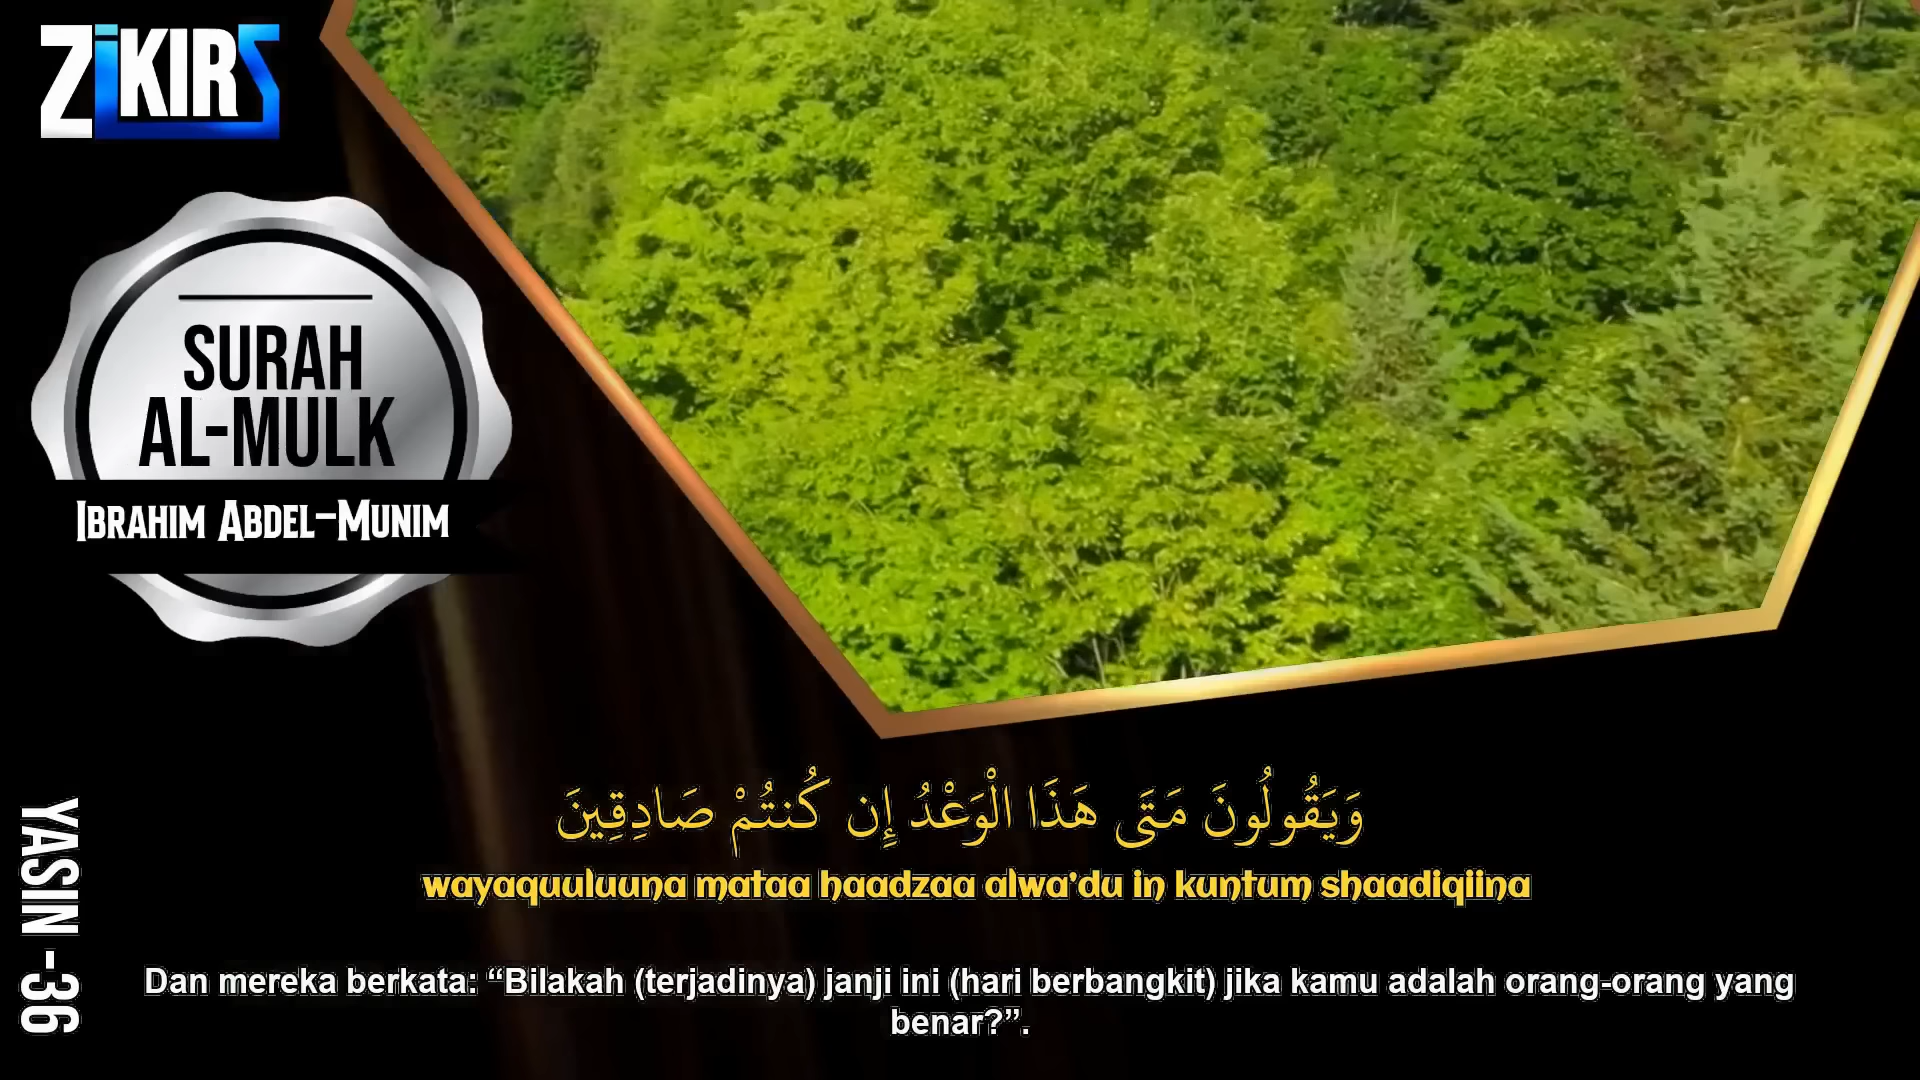 ZiKIRS
SURAH
AL-MULK
IBRAHIM ABDEL-MUNIM
وَيَقُولُونَ مَتَى هَذَا الْوَعْدُ إِن كُنتُمْ صَادِقِينَ
wayaquuluuna mataa haadzaa alwa'du in kuntum shaadiqiina
YASIN -36
Dan mereka berkata: “Bilakah (terjadinya) janji ini (hari berbangkit) jika kamu adalah orang-orang yang
benar?”.